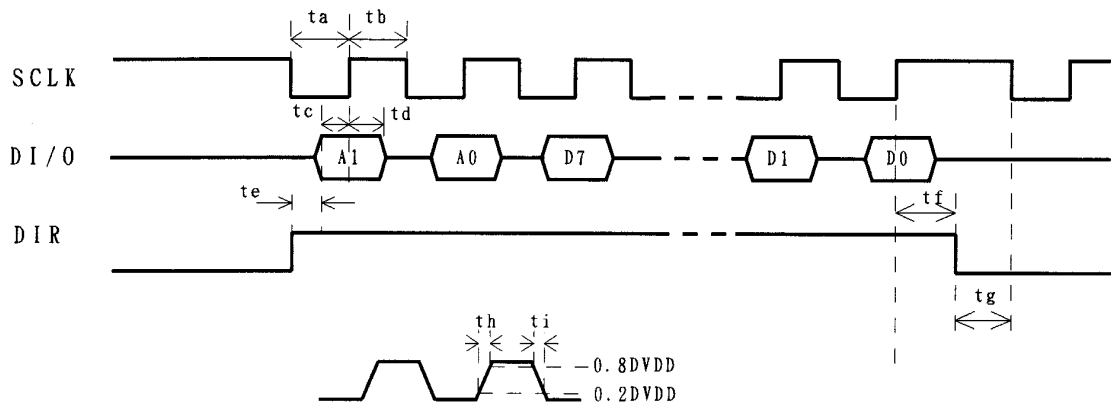 ta tb
SCLK
tc td
DI/O A1 A0 D7 D1 D0
te tf
DIR
tg
th ti
0.8DVDD
0.2DVDD